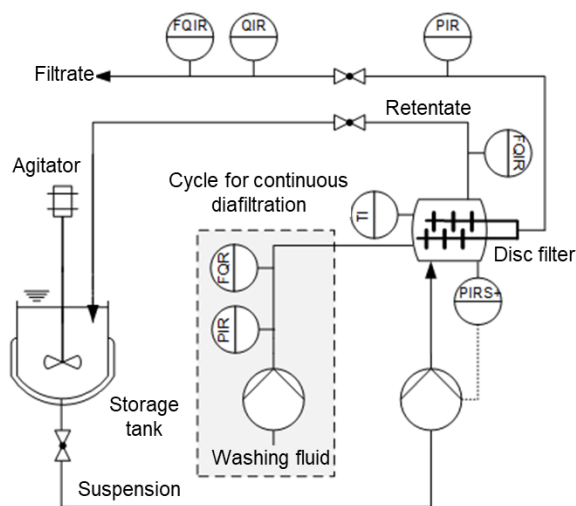 FQIR
QIR
PIR
Filtrate
Retentate
Agitator
FQIR
Cycle for continuous
diafiltration
TI
Disc filter
FQR
PIRS+
PIR
Storage
tank
Washing fluid
Suspension